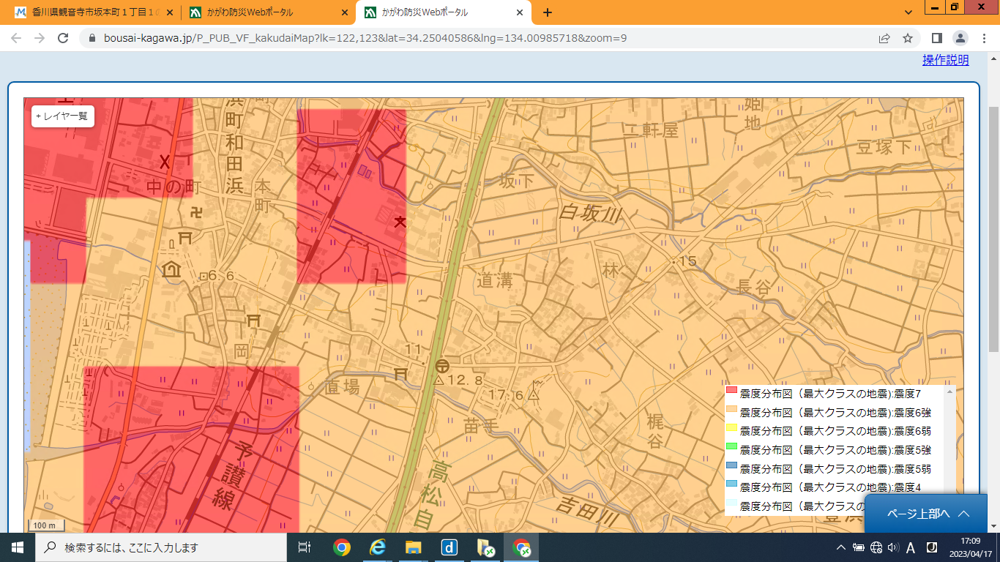 香川県観音寺市坂本町１丁目１の
かがわ防災Webポータル
かがわ防災Webポータル
bousai-kagawa.jp/P_PUB_VF_kakudaiMap?lk=122,123&lat=34.25040586&lng=134.00985718&zoom=9
操作説明
+ レイヤ一覧
浜町和田浜
本町
中の町
姫地
二軒屋
豆塚下
坂下
白坂川
15
6.6
道溝
林
長谷
岡
11
直場
12.8
17.6
苗手
梶谷
予讃線
高松自
吉田川
豊浜
震度分布図（最大クラスの地震):震度7
震度分布図（最大クラスの地震):震度6強
震度分布図（最大クラスの地震):震度6弱
震度分布図（最大クラスの地震):震度5強
震度分布図（最大クラスの地震):震度5弱
震度分布図（最大クラスの地震):震度4
震度分布図（最大クラスの
ページ上部へ
100 m
検索するには、ここに入力します
A
17:09
2023/04/17